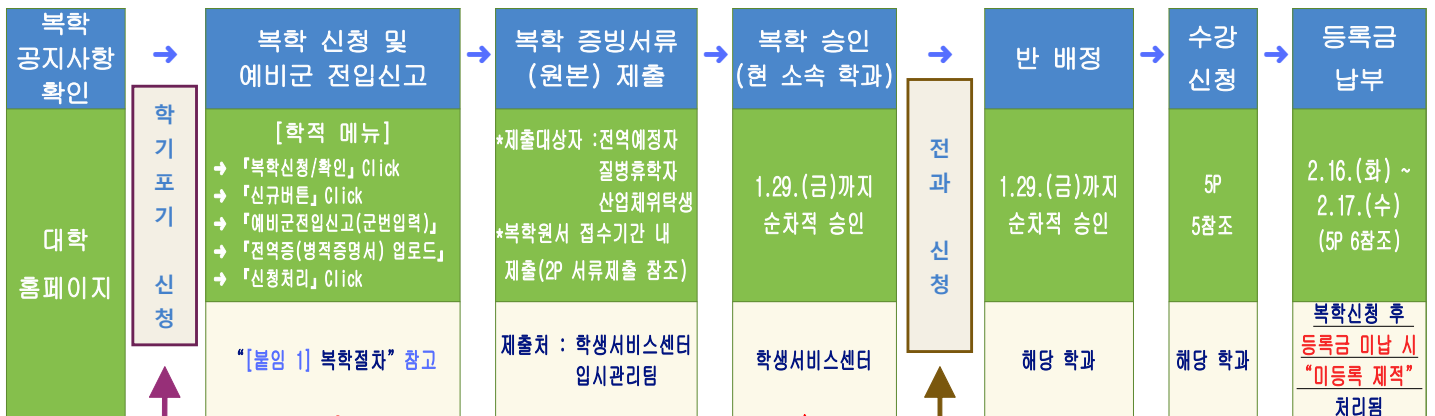 복학
공지사항
확인
→
복학 신청 및
예비군 전입신고
→
복학 증빙서류
(원본) 제출
→
복학 승인
(현 소속 학과)
→
반 배정
→
수강
신청
→
등록금
납부
대학
홈페이지
학
기
포
기
신
청
[학적 메뉴]
→ 『복학신청/확인』Click
→ 『신규버튼』Click
→ 『예비군전입신고(군번입력)』
→ 『전역증(병적증명서) 업로드』
→ 『신청처리』Click
"[붙임 1] 복학절차" 참고
*제출대상자 :전역예정자
질병휴학자
산업체위탁생
*복학원서 접수기간 내
제출(2P 서류제출 참조)
제출처 : 학생서비스센터
입시관리팀
1.29.(금)까지
순차적 승인
학생서비스센터
전
과
신
청
1.29.(금)까지
순차적 승인
해당 학과
5P
5참조
해당 학과
2.16.(화) ~
2.17.(수)
(5P 6참조)
복학신청 후
등록금 미납 시
"미등록 제적"
처리됨